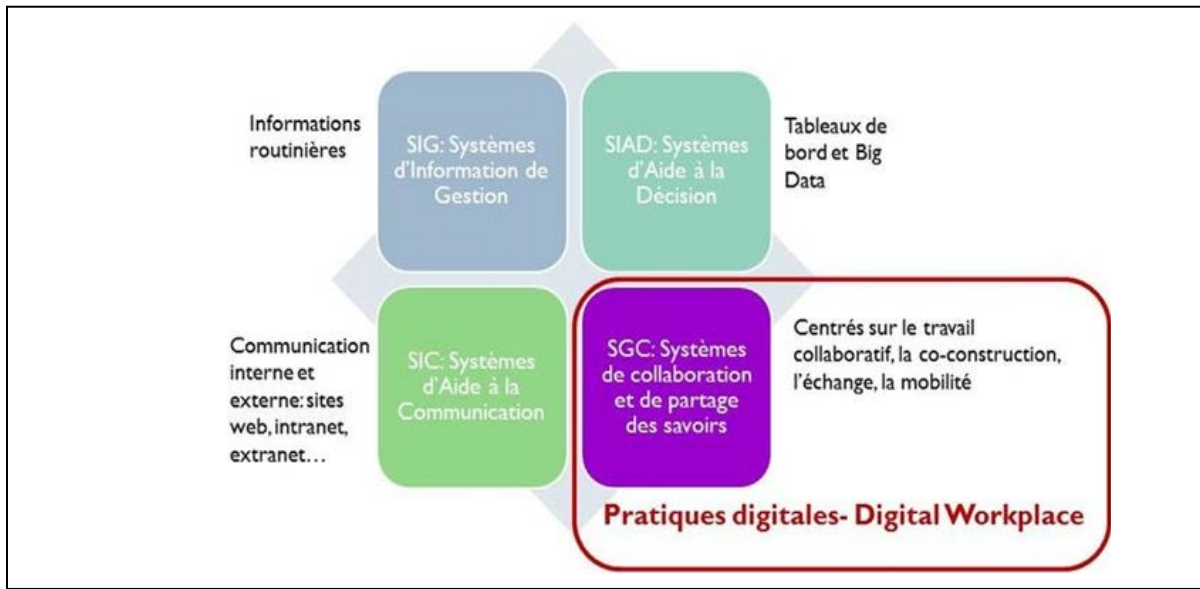 Informations
routinières
SIG: Systèmes
d'Information de
Gestion
SIAD: Systèmes
d'Aide à la
Décision
Tableaux de
bord et Big
Data
Communication
interne et
externe: sites
web, intranet,
extranet...
SIC: Systèmes
d'Aide à la
Communication
SGC: Systèmes
de collaboration
et de partage
des savoirs
Centrés sur le travail
collaboratif, la co-construction,
l'échange, la mobilité
Pratiques digitales- Digital Workplace